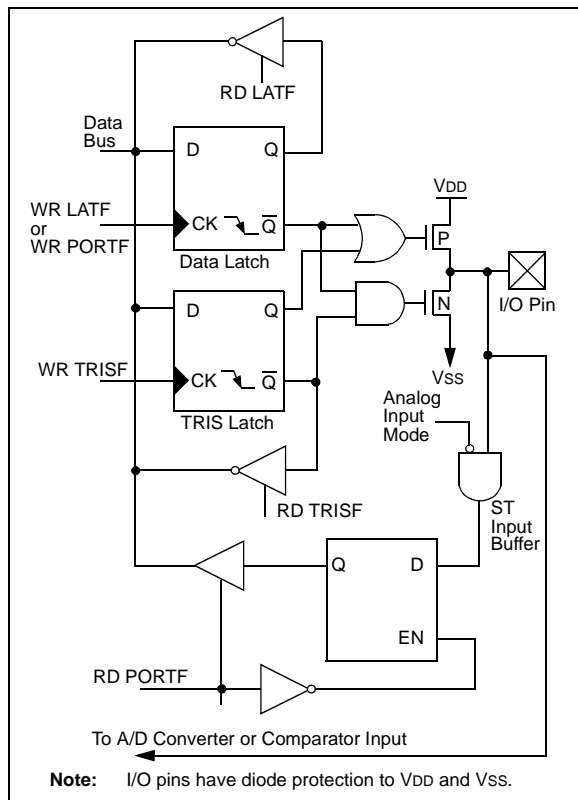 RD LATF
Data
Bus
D
Q
VDD
WR LATF
or
WR PORTF
CK
Q
P
Data Latch
N
I/O Pin
D
Q
WR TRISF
CK
Q
VSS
TRIS Latch
Analog
Input
Mode
RD TRISF
ST
Input
Buffer
Q
D
EN
RD PORTF
To A/D Converter or Comparator Input
Note: I/O pins have diode protection to VDD and VSS.